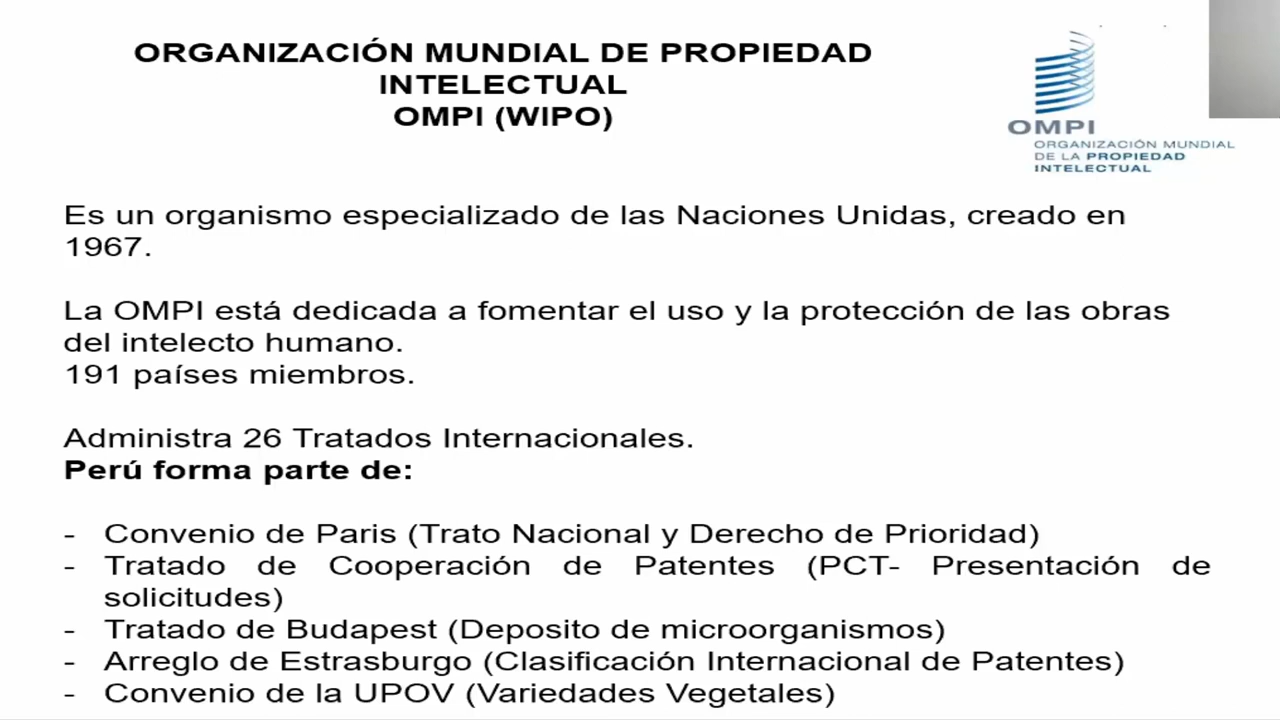 ORGANIZACIÓN MUNDIAL DE PROPIEDAD
INTELECTUAL
OMPI (WIPO)
OMPI
ORGANIZACIÓN MUNDIAL
DE LA PROPIEDAD
INTELECTUAL
Es un organismo especializado de las Naciones Unidas, creado en
1967.
La OMPI está dedicada a fomentar el uso y la protección de las obras
del intelecto humano.
191 países miembros.
Administra 26 Tratados Internacionales.
Perú forma parte de:
- Convenio de Paris (Trato Nacional y Derecho de Prioridad)
- Tratado de Cooperación de Patentes (PCT- Presentación de
solicitudes)
- Tratado de Budapest (Deposito de microorganismos)
- Arreglo de Estrasburgo (Clasificación Internacional de Patentes)
- Convenio de la UPOV (Variedades Vegetales)